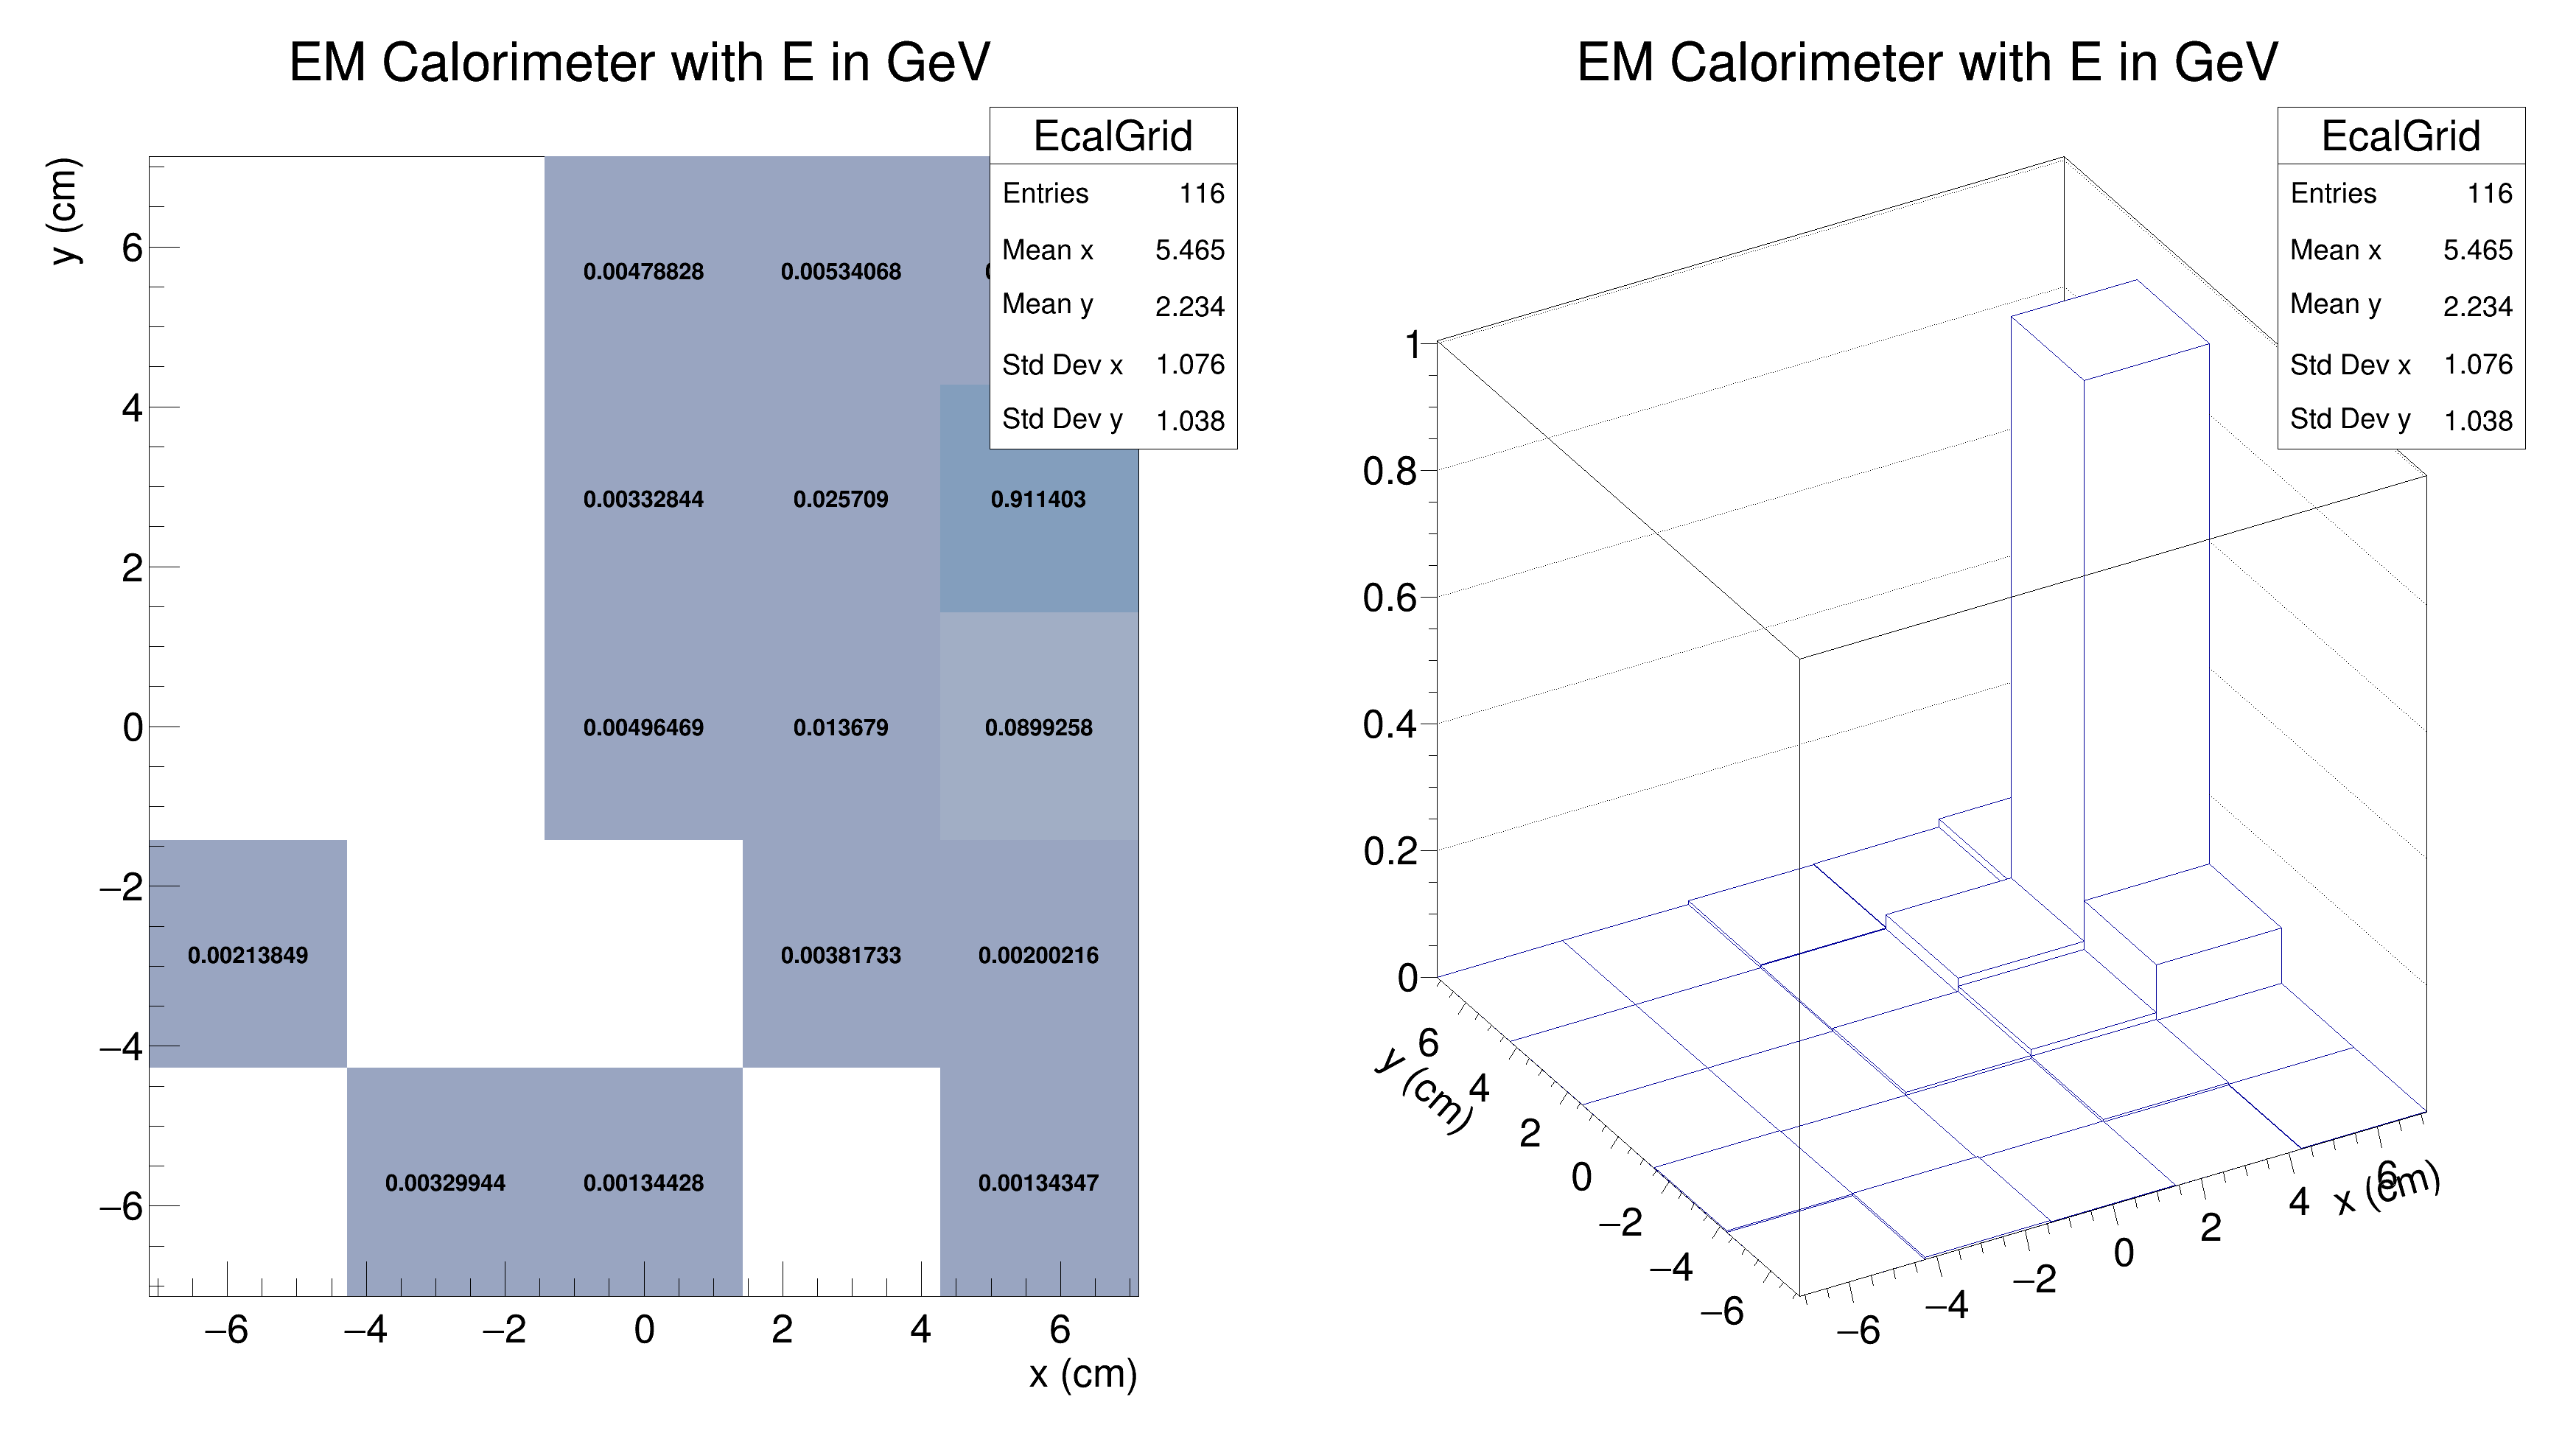 EM Calorimeter with E in GeV
EcalGrid
Entries 116
Mean x 5.465
Mean y 2.234
Std Dev x 1.076
Std Dev y 1.038
y (cm)
6
4
2
0
−2
−4
−6
0.00478828 0.00534068
0.00332844 0.025709 0.911403
0.00496469 0.013679 0.0899258
0.00213849 0.00381733 0.00200216
0.00329944 0.00134428 0.00134347
−6 −4 −2 0 2 4 6
x (cm)
EM Calorimeter with E in GeV
EcalGrid
Entries 116
Mean x 5.465
Mean y 2.234
Std Dev x 1.076
Std Dev y 1.038
1
0.8
0.6
0.4
0.2
0
y (cm)
6
4
2
0
−2
−4
−6
−6 −4 −2 0 2 4 6
x (cm)